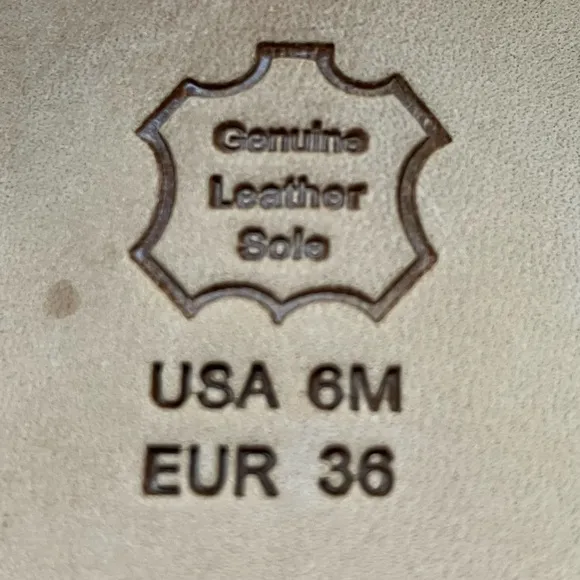 Genuine
Leather
Sole
USA 6M
EUR 36